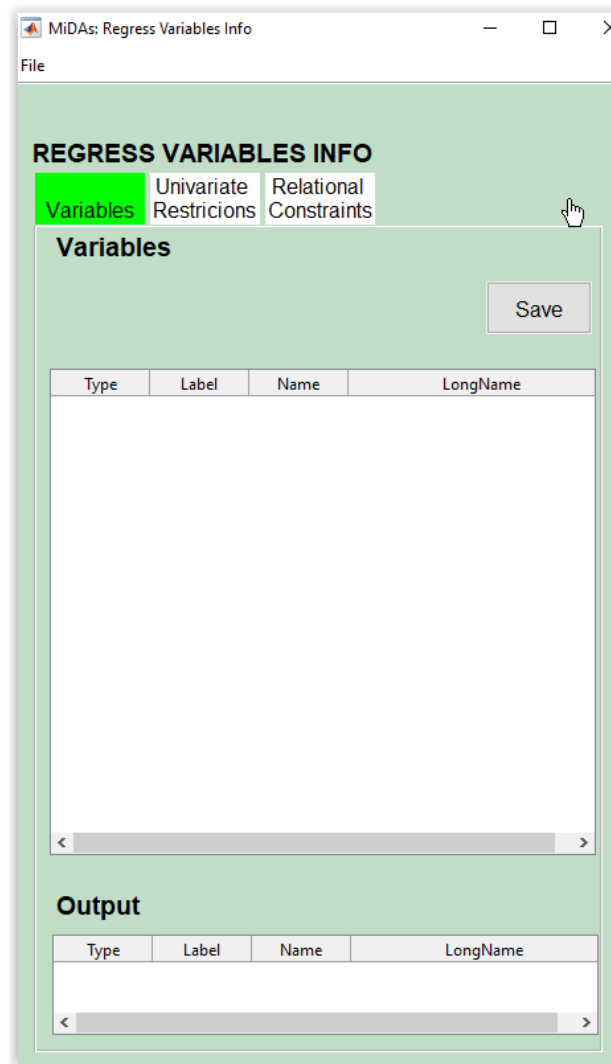 MiDAs: Regress Variables Info
File
REGRESS VARIABLES INFO
Variables
Univariate
Restricions
Relational
Constraints
Variables
Save
Type Label Name LongName
Output
Type Label Name LongName